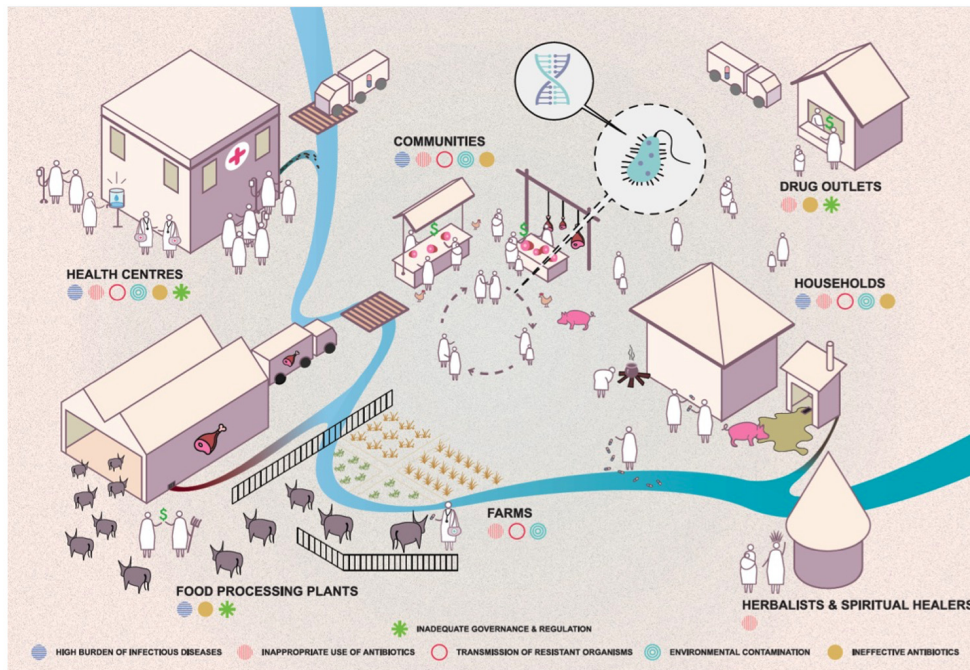 COMMUNITIES
$
$
$
DRUG OUTLETS
HEALTH CENTRES
HOUSEHOLDS
FARMS
$
FOOD PROCESSING PLANTS
HERBALISTS & SPIRITUAL HEALERS
INADEQUATE GOVERNANCE & REGULATION
HIGH BURDEN OF INFECTIOUS DISEASES
INAPPROPRIATE USE OF ANTIBIOTICS
TRANSMISSION OF RESISTANT ORGANISMS
ENVIRONMENTAL CONTAMINATION
INEFFECTIVE ANTIBIOTICS